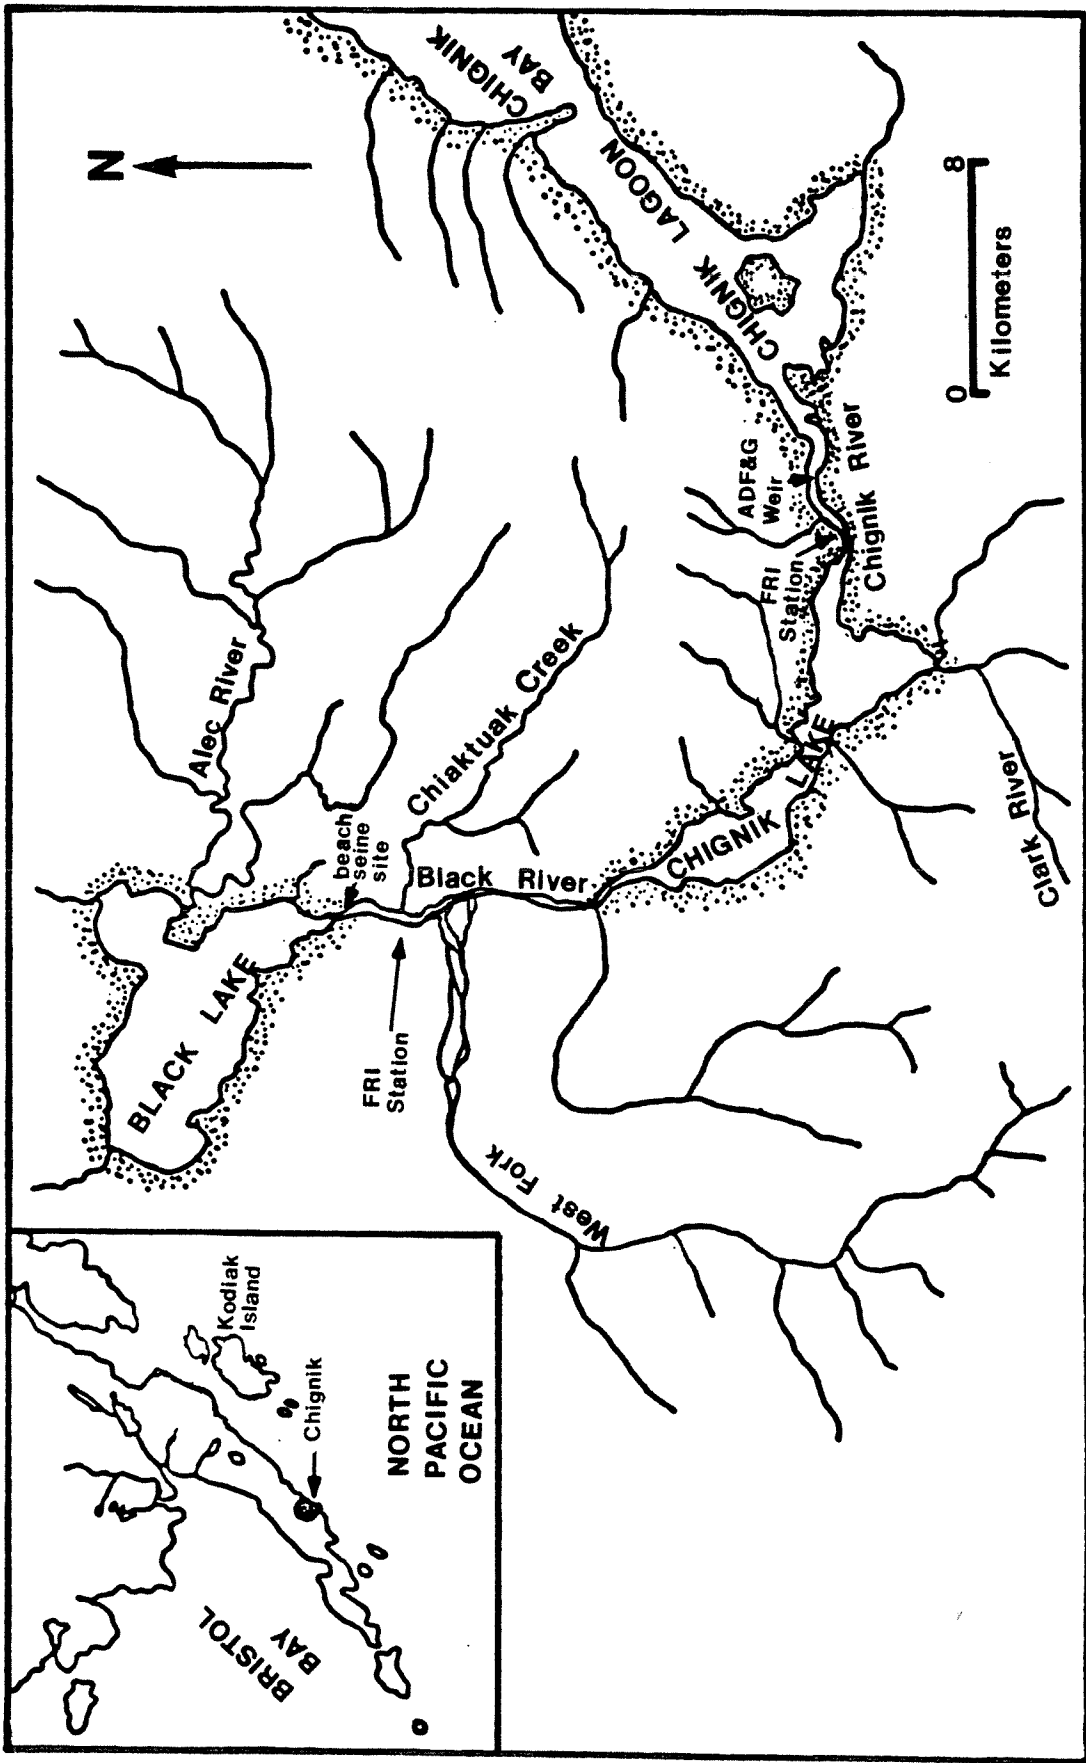 CHIGNIK
BAY
N
CHIGNIK LAGOON
8
0
Kilometers
ADF&G
Weir
FRI
Station
Chignik River
Alec River
Chiaktuak Creek
beach
seine
site
Black River
CHIGNIK LAKE
Clark River
BLACK LAKE
FRI
Station
West Fork
Kodiak
Island
Chignik
NORTH
PACIFIC
OCEAN
BRISTOL
BAY